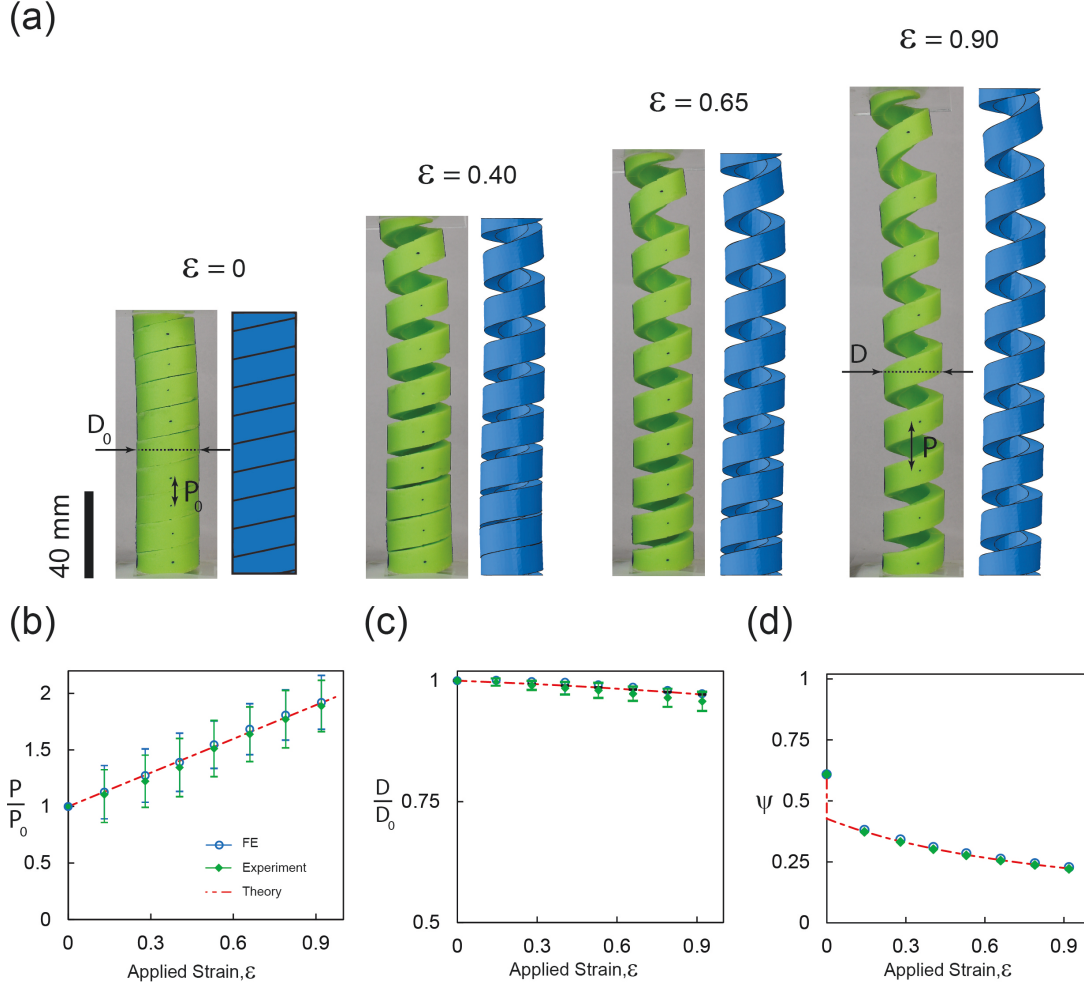 (a)
ε = 0.90
ε = 0.65
ε = 0.40
ε = 0
D
D₀
P
P₀
40 mm
(b)
(c)
(d)
2
1.5
1
0.5
0
P
P₀
FE
Experiment
Theory
0
0.3
0.6
0.9
Applied Strain,ε
1
0.75
0.5
D
D₀
0
0.3
0.6
0.9
Applied Strain,ε
1
0.75
0.5
0.25
0
ψ
0
0.3
0.6
0.9
Applied Strain,ε